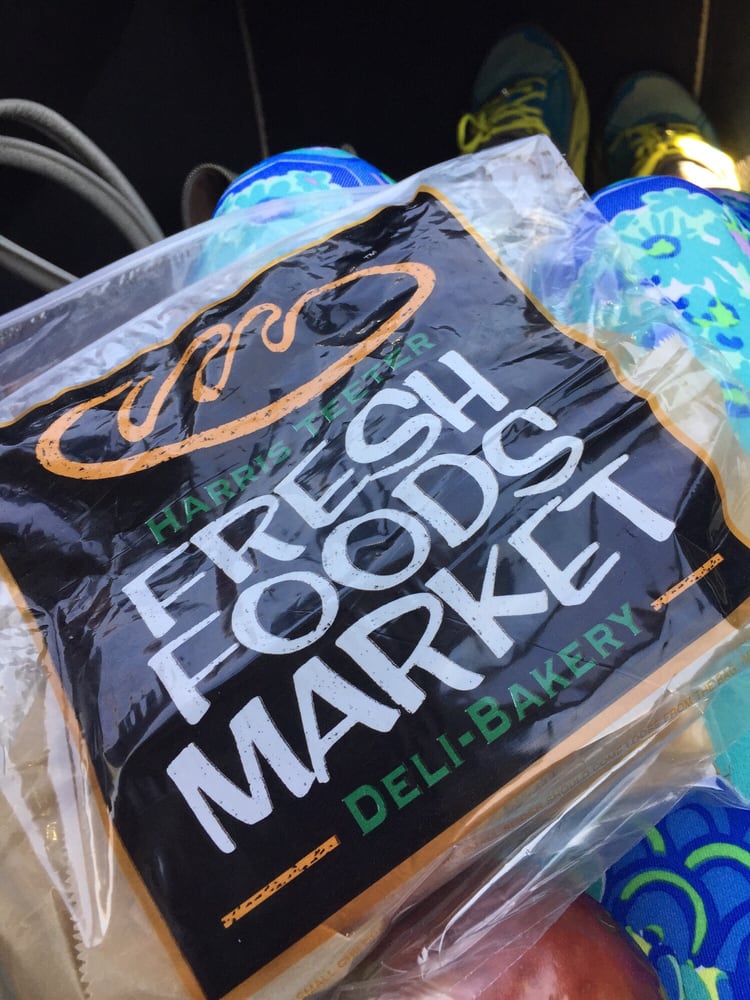 HARRIS TEETER
FRESH
FOODS
MARKET
DELI-BAKERY